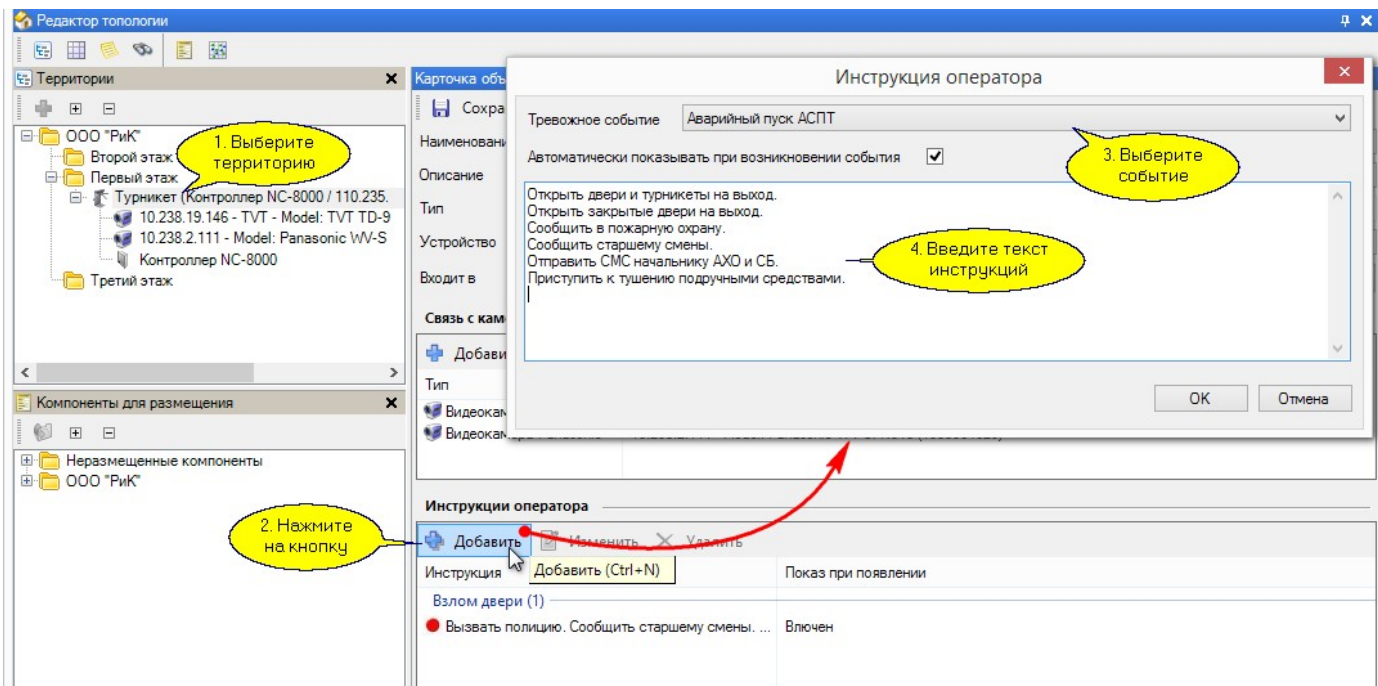 Редактор топологии
Территории
ООО "РиК"
Второй этаж
Первый этаж
Турникет (Контроллер NC-8000 / 110.235.
10.238.19.146 - TVT - Model: TVT TD-9
10.238.2.111 - Model: Panasonic WV-S
Контроллер NC-8000
Третий этаж
1. Выберите
территорию
Компоненты для размещения
Неразмещенные компоненты
ООО "РиК"
2. Нажмите
на кнопку
Карточка объ
Сохра
Наименовани
Описание
Тип
Устройство
Входит в
Связь с кам
Добави
Тип
Видеокам
Видеокамера Panasonic
Инструкция оператора
Тревожное событие Аварийный пуск АСПТ
Автоматически показывать при возникновении события
3. Выберите
событие
Открыть двери и турникеты на выход.
Открыть закрытые двери на выход.
Сообщить в пожарную охрану.
Сообщить старшему смены.
Отправить СМС начальнику АХО и СБ.
Приступить к тушению подручными средствами.
4. Введите текст
инструкций
OK Отмена
Инструкции оператора
Добавить Изменить Удалить
Инструкция Добавить (Ctrl+N) Показ при появлении
Взлом двери (1)
Вызвать полицию. Сообщить старшему смены. ... Включен